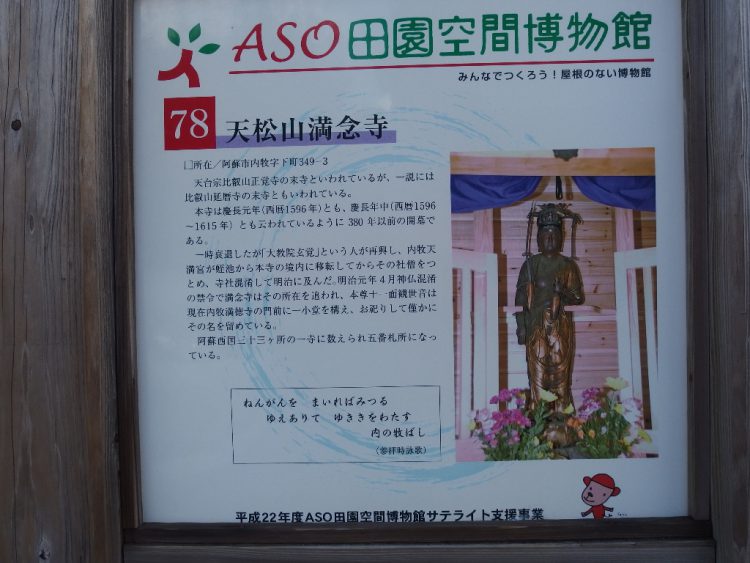 ASO田園空間博物館
みんなでつくろう！屋根のない博物館
78 天松山満念寺
□所在／阿蘇市内牧字下町349-3
天台宗比叡山正覚寺の末寺といわれているが、一説には
比叡山延暦寺の末寺ともいわれている。
本寺は慶長元年(西暦1596年)とも、慶長年中(西暦1596
～1615年）とも云われているように380年以前の開基で
ある。
一時衰退したが「大教院玄覚」という人が再興し、内牧天
満宮が蛭池から本寺の境内に移転してからその社僧をつ
とめ、寺社混淆して明治に及んだ。明治元年４月神仏混淆
の禁令で満念寺はその所在を追われ、本尊十一面観世音は
現在内牧満徳寺の門前に一小堂を構え、お祀りして僅かに
その名を留めている。
阿蘇西国三十三ヶ所の一寺に数えられ五番札所になっ
ている。
ねんがんを まいればみつる
ゆえありて ゆききをわたす
内の牧ばし
（参拝時詠歌）
平成22年度ASO田園空間博物館サテライト支援事業